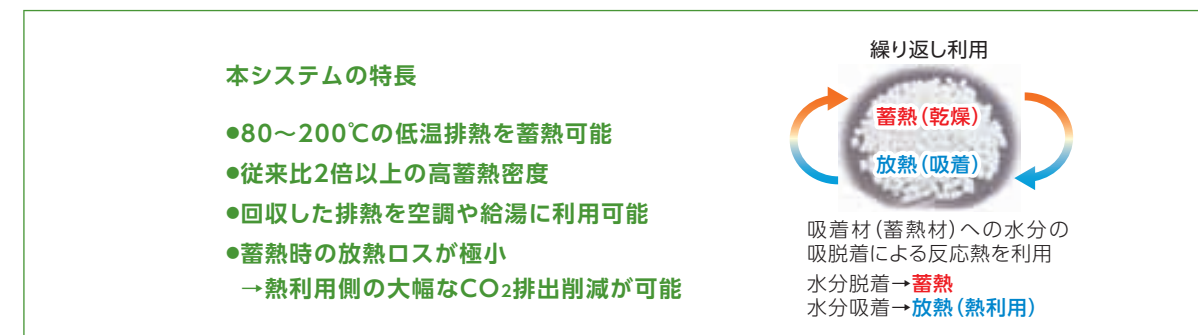 本システムの特長
●80〜200℃の低温排熱を蓄熱可能
●従来比2倍以上の高蓄熱密度
●回収した排熱を空調や給湯に利用可能
●蓄熱時の放熱ロスが極小
→熱利用側の大幅なCO2排出削減が可能
繰り返し利用
蓄熱(乾燥)
放熱(吸着)
吸着材(蓄熱材)への水分の
吸脱着による反応熱を利用
水分脱着→蓄熱
水分吸着→放熱(熱利用)